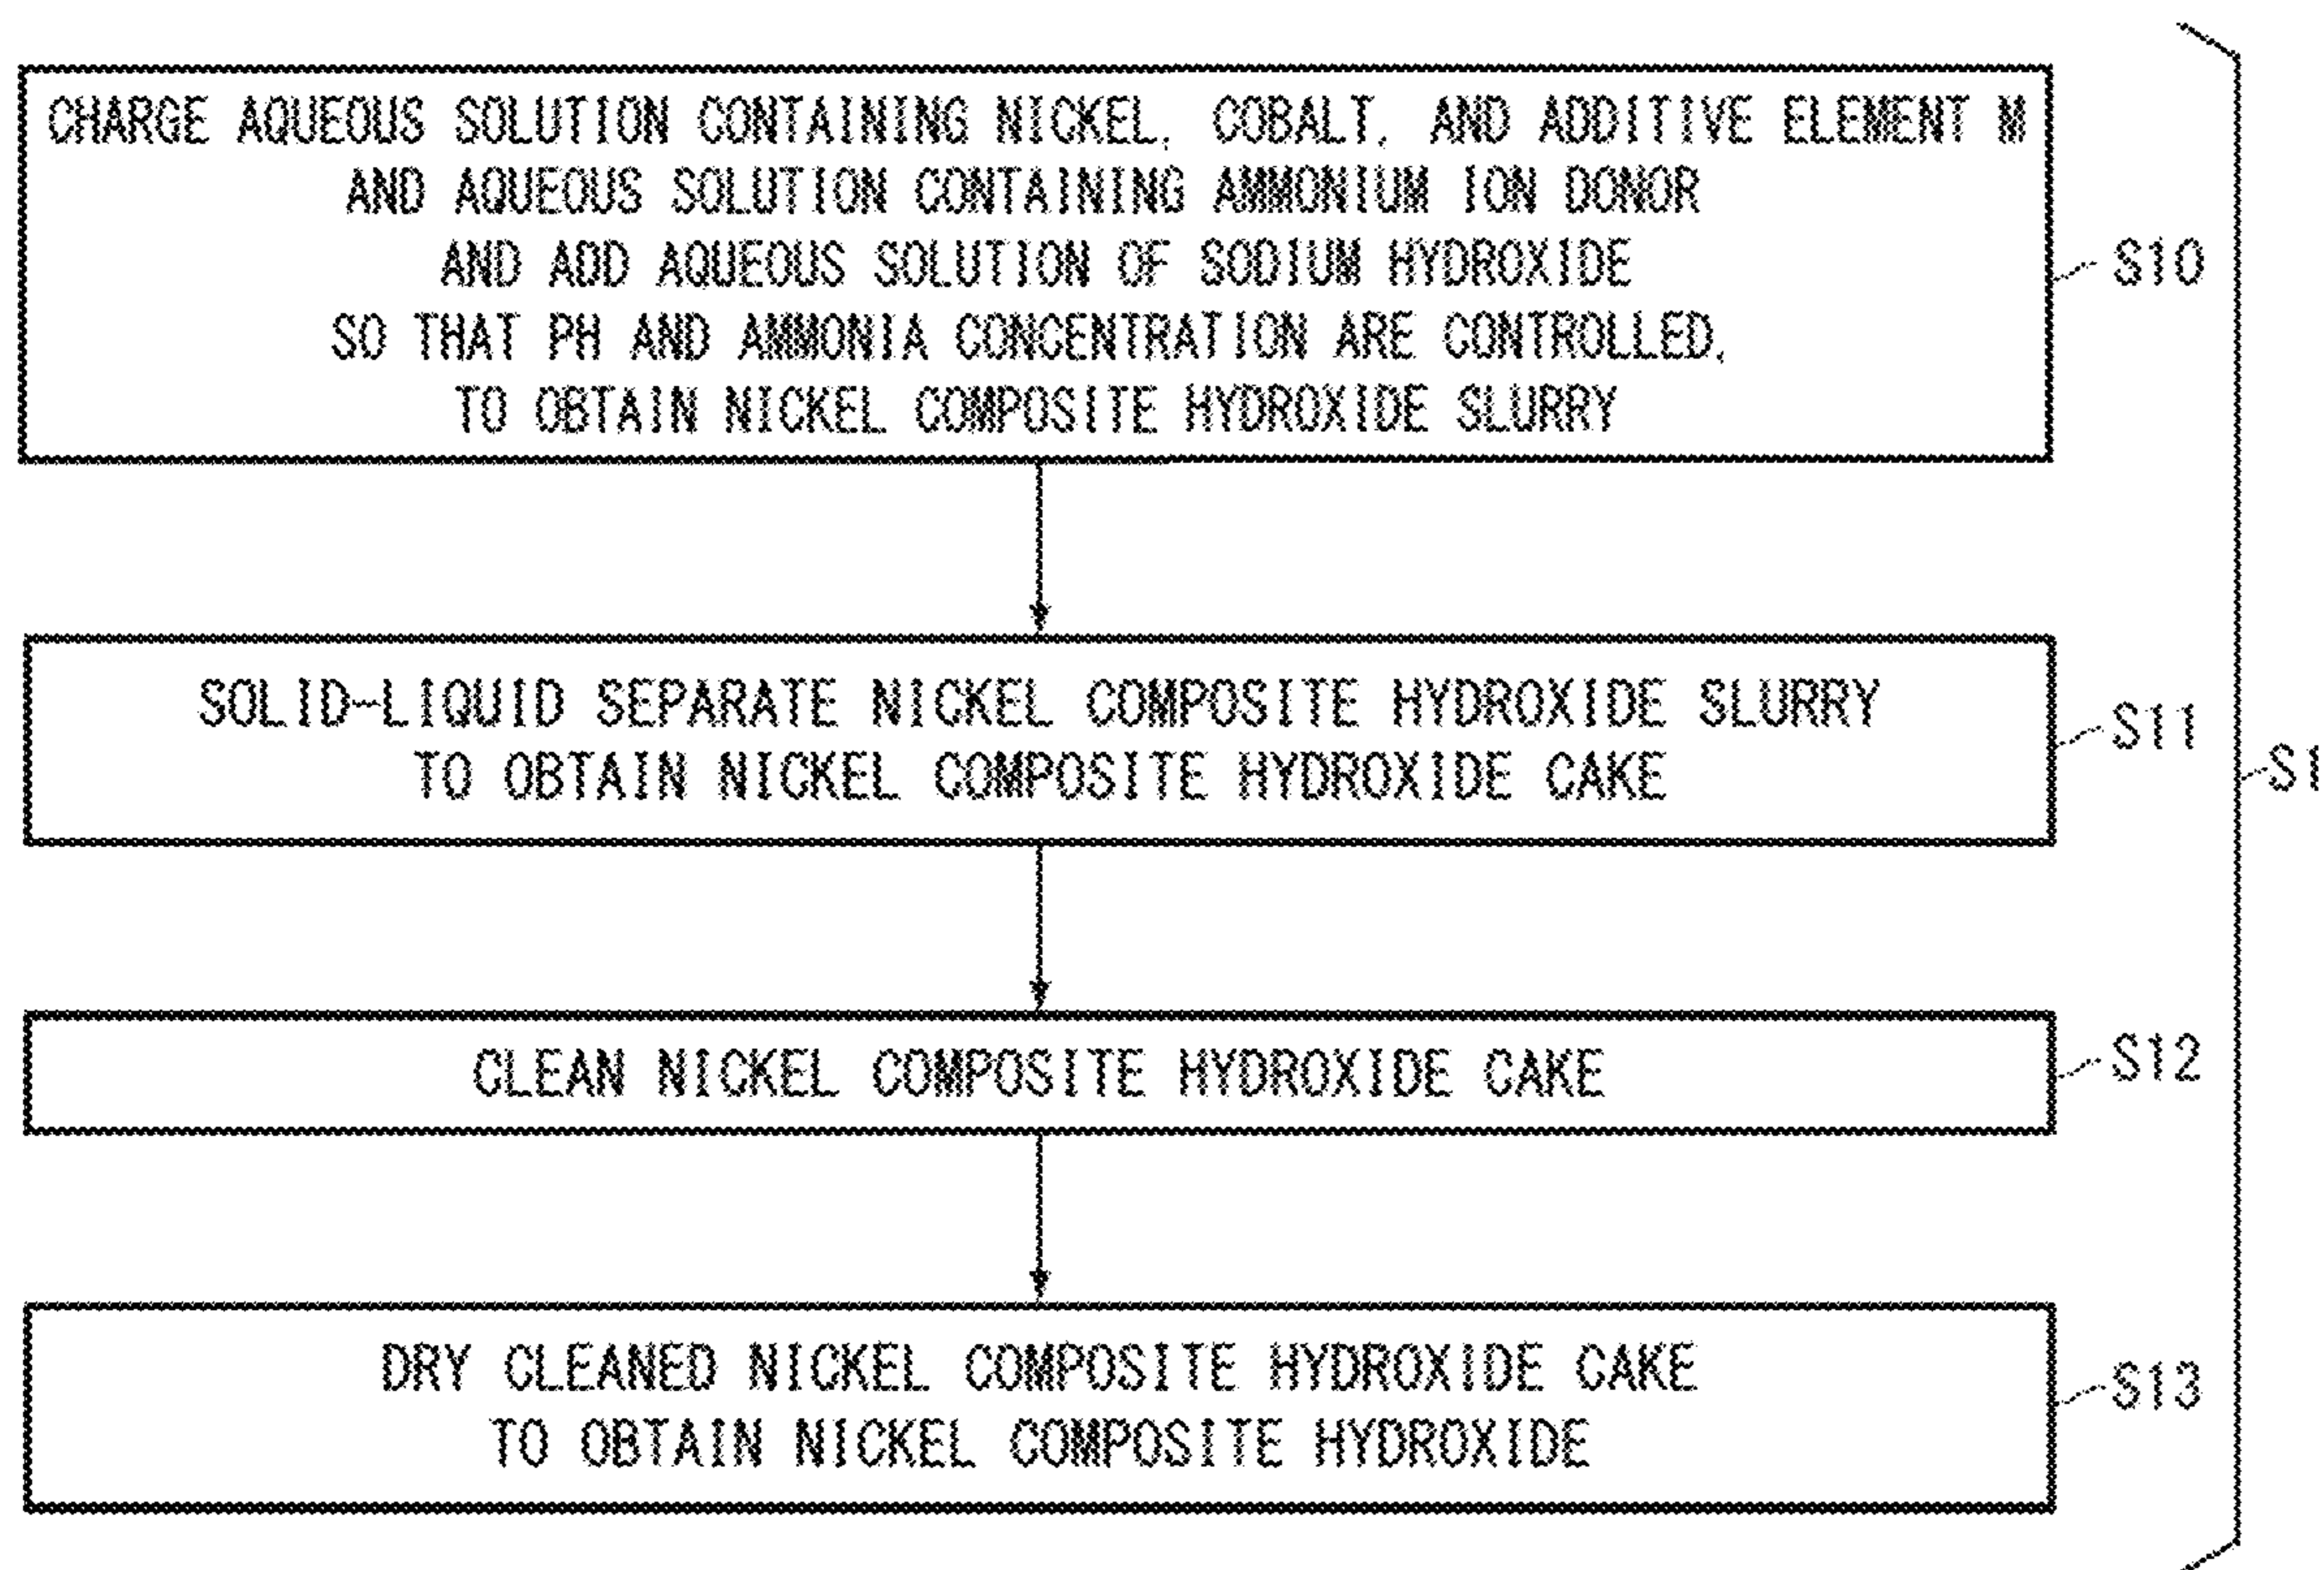 CHARGE AQUEOUS SOLUTION CONTAINING NICKEL, COBALT, AND ADDITIVE ELEMENT M
AND AQUEOUS SOLUTION CONTAINING AMMONIUM ION DONOR
AND ADD AQUEOUS SOLUTION OF SODIUM HYDROXIDE
SO THAT PH AND AMMONIA CONCENTRATION ARE CONTROLLED,
TO OBTAIN NICKEL COMPOSITE HYDROXIDE SLURRY
S10
SOLID-LIQUID SEPARATE NICKEL COMPOSITE HYDROXIDE SLURRY
TO OBTAIN NICKEL COMPOSITE HYDROXIDE CAKE
S11
S1
CLEAN NICKEL COMPOSITE HYDROXIDE CAKE
S12
DRY CLEANED NICKEL COMPOSITE HYDROXIDE CAKE
TO OBTAIN NICKEL COMPOSITE HYDROXIDE
S13